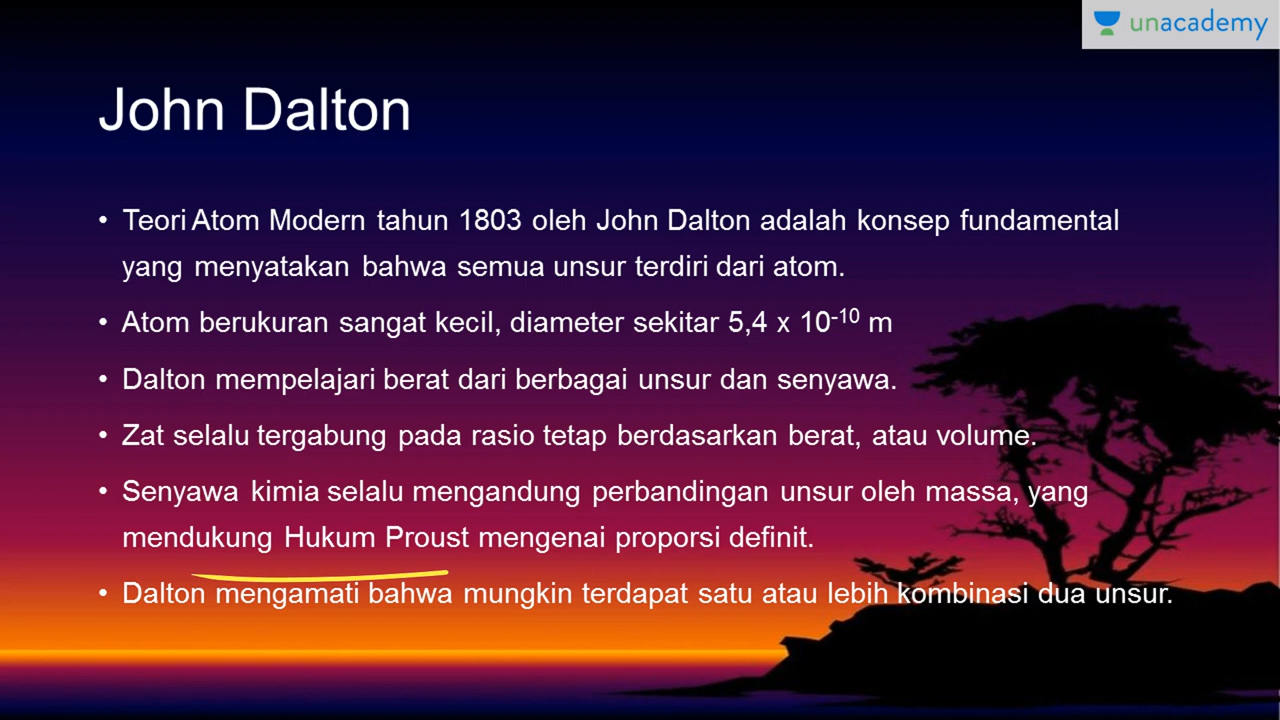 unacademy
John Dalton
• Teori Atom Modern tahun 1803 oleh John Dalton adalah konsep fundamental
yang menyatakan bahwa semua unsur terdiri dari atom.
• Atom berukuran sangat kecil, diameter sekitar 5,4 x 10⁻¹⁰ m
• Dalton mempelajari berat dari berbagai unsur dan senyawa.
• Zat selalu tergabung pada rasio tetap berdasarkan berat, atau volume.
• Senyawa kimia selalu mengandung perbandingan unsur oleh massa, yang
mendukung Hukum Proust mengenai proporsi definit.
• Dalton mengamati bahwa mungkin terdapat satu atau lebih kombinasi dua unsur.